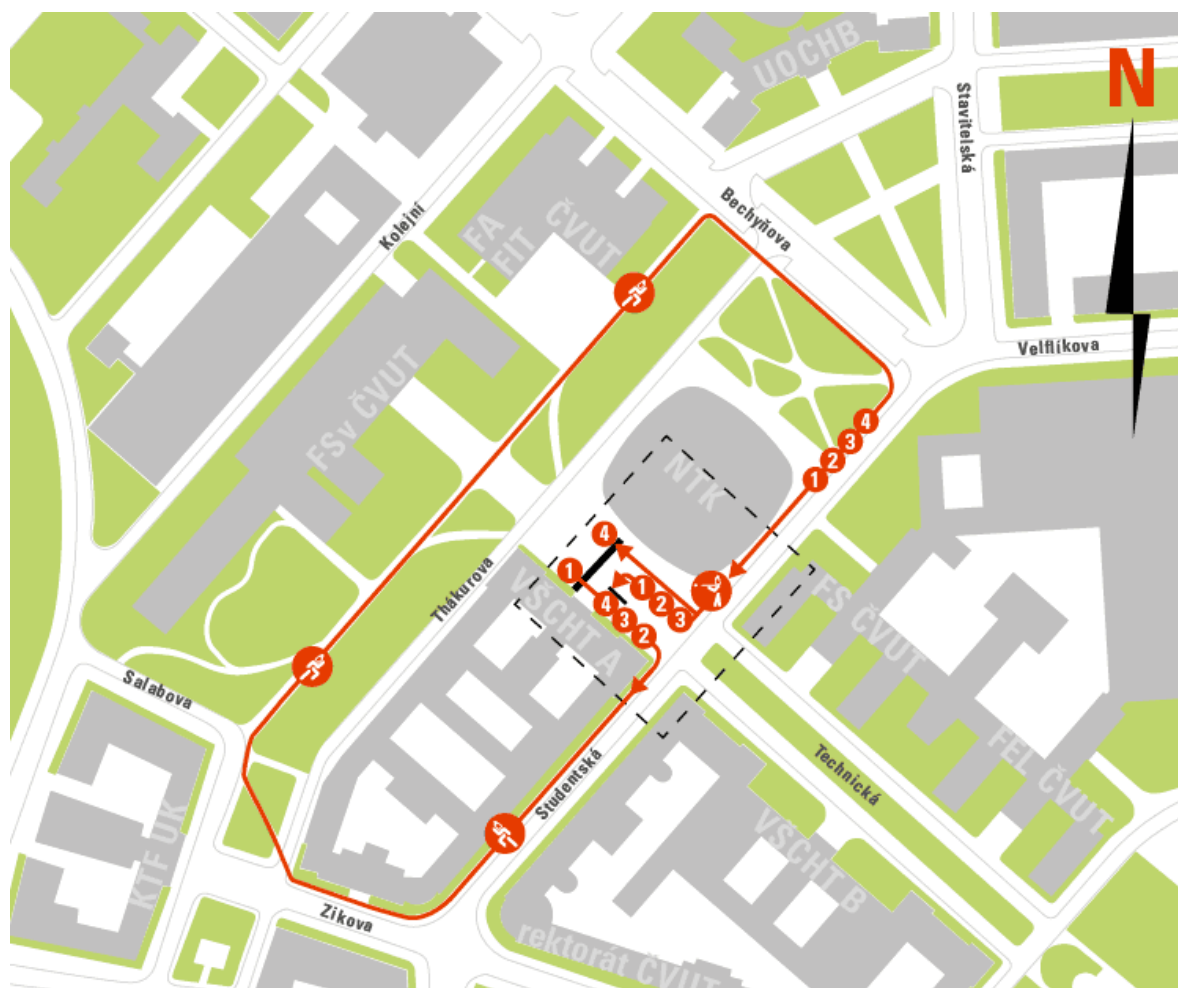 UOCHB
N
Stavitelská
Bechyňova
Kolejní
FA
FIT
ČVUT
Velflíkova
FSv ČVUT
4
3
2
1
NTK
4
1
1
2
3
4
3
2
Thákurova
VŠCHT A
FS ČVUT
Salabova
Technická
FEL ČVUT
Studentská
KTF UK
VŠCHT B
Zikova
rektorát ČVUT